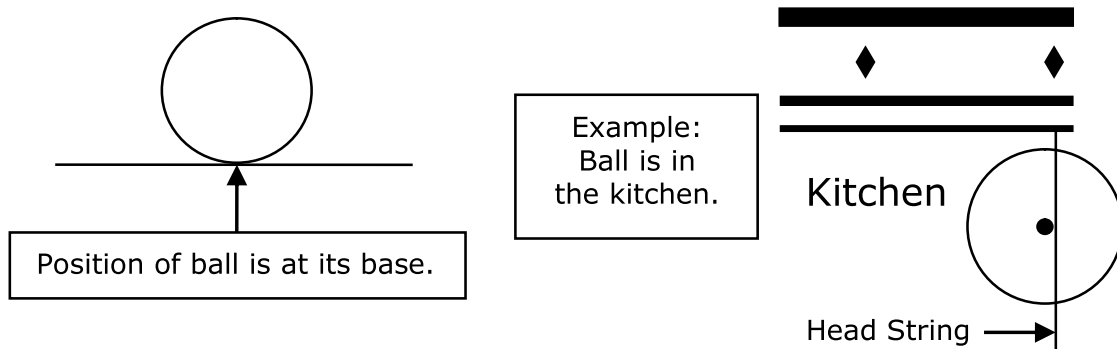 Position of ball is at its base.
Example:
Ball is in
the kitchen.
Kitchen
Head String